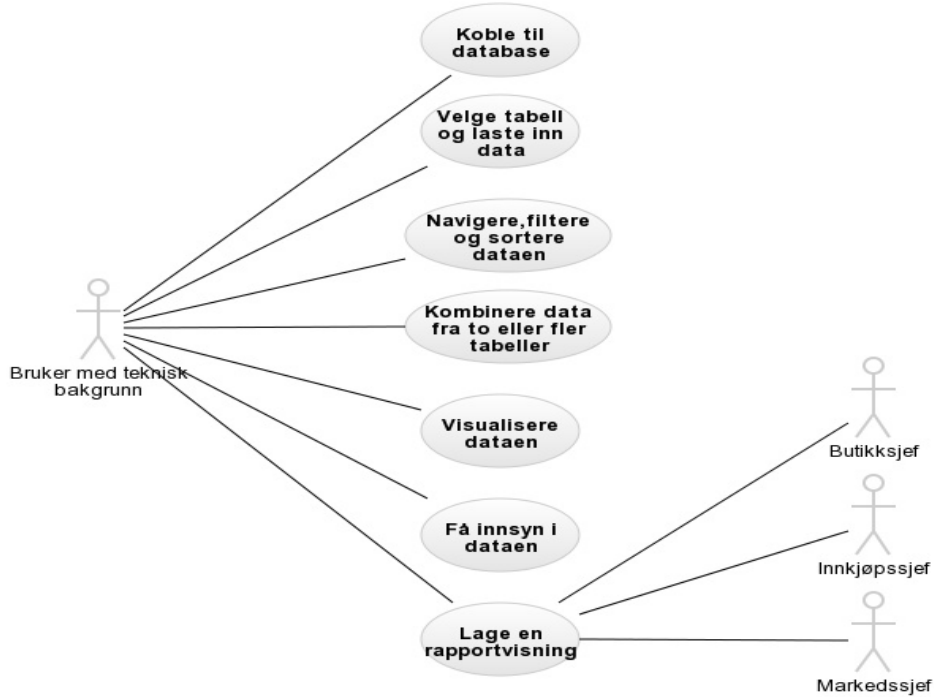 Koble til
database
Velge tabell
og laste inn
data
Navigere,filtere
og sortere
dataen
Kombinere data
fra to eller fler
tabeller
Bruker med teknisk
bakgrunn
Visualisere
dataen
Butikksjef
Få innsyn i
dataen
Innkjøpssjef
Lage en
rapportvisning
Markedssjef